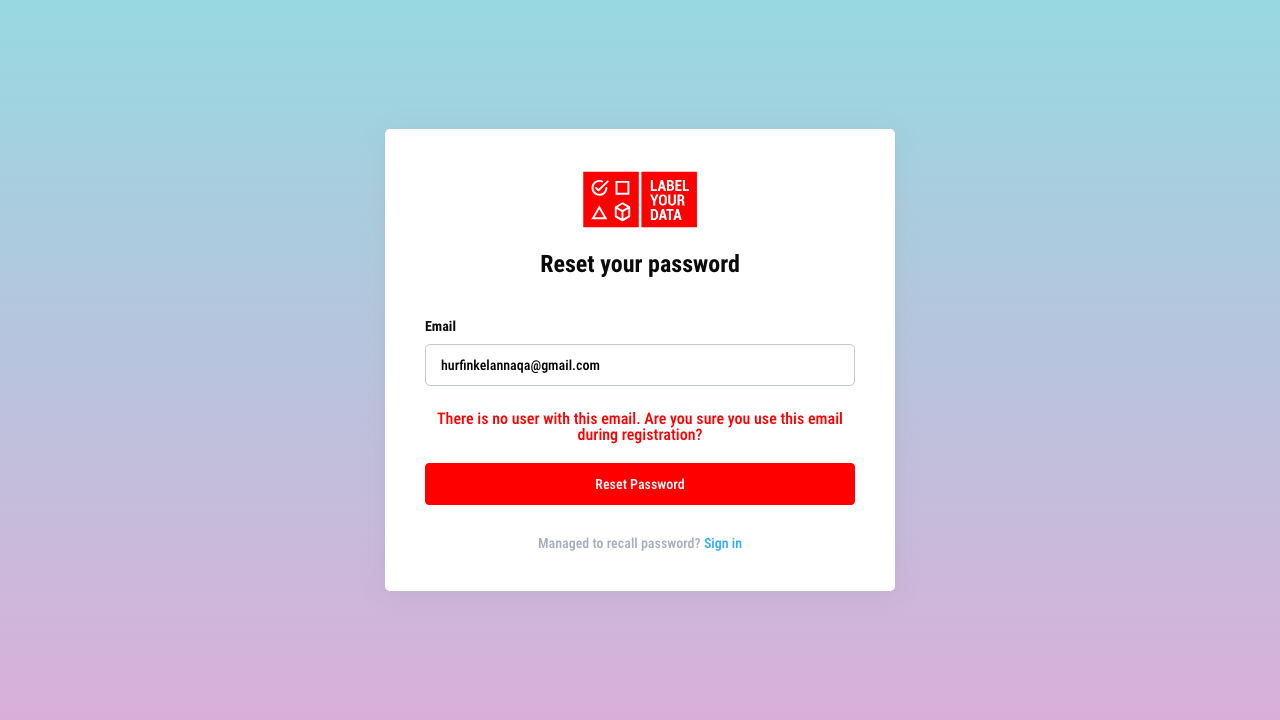 LABEL
YOUR
DATA
Reset your password
Email
hurfinkelannaqa@gmail.com
There is no user with this email. Are you sure you use this email
during registration?
Reset Password
Managed to recall password? Sign in